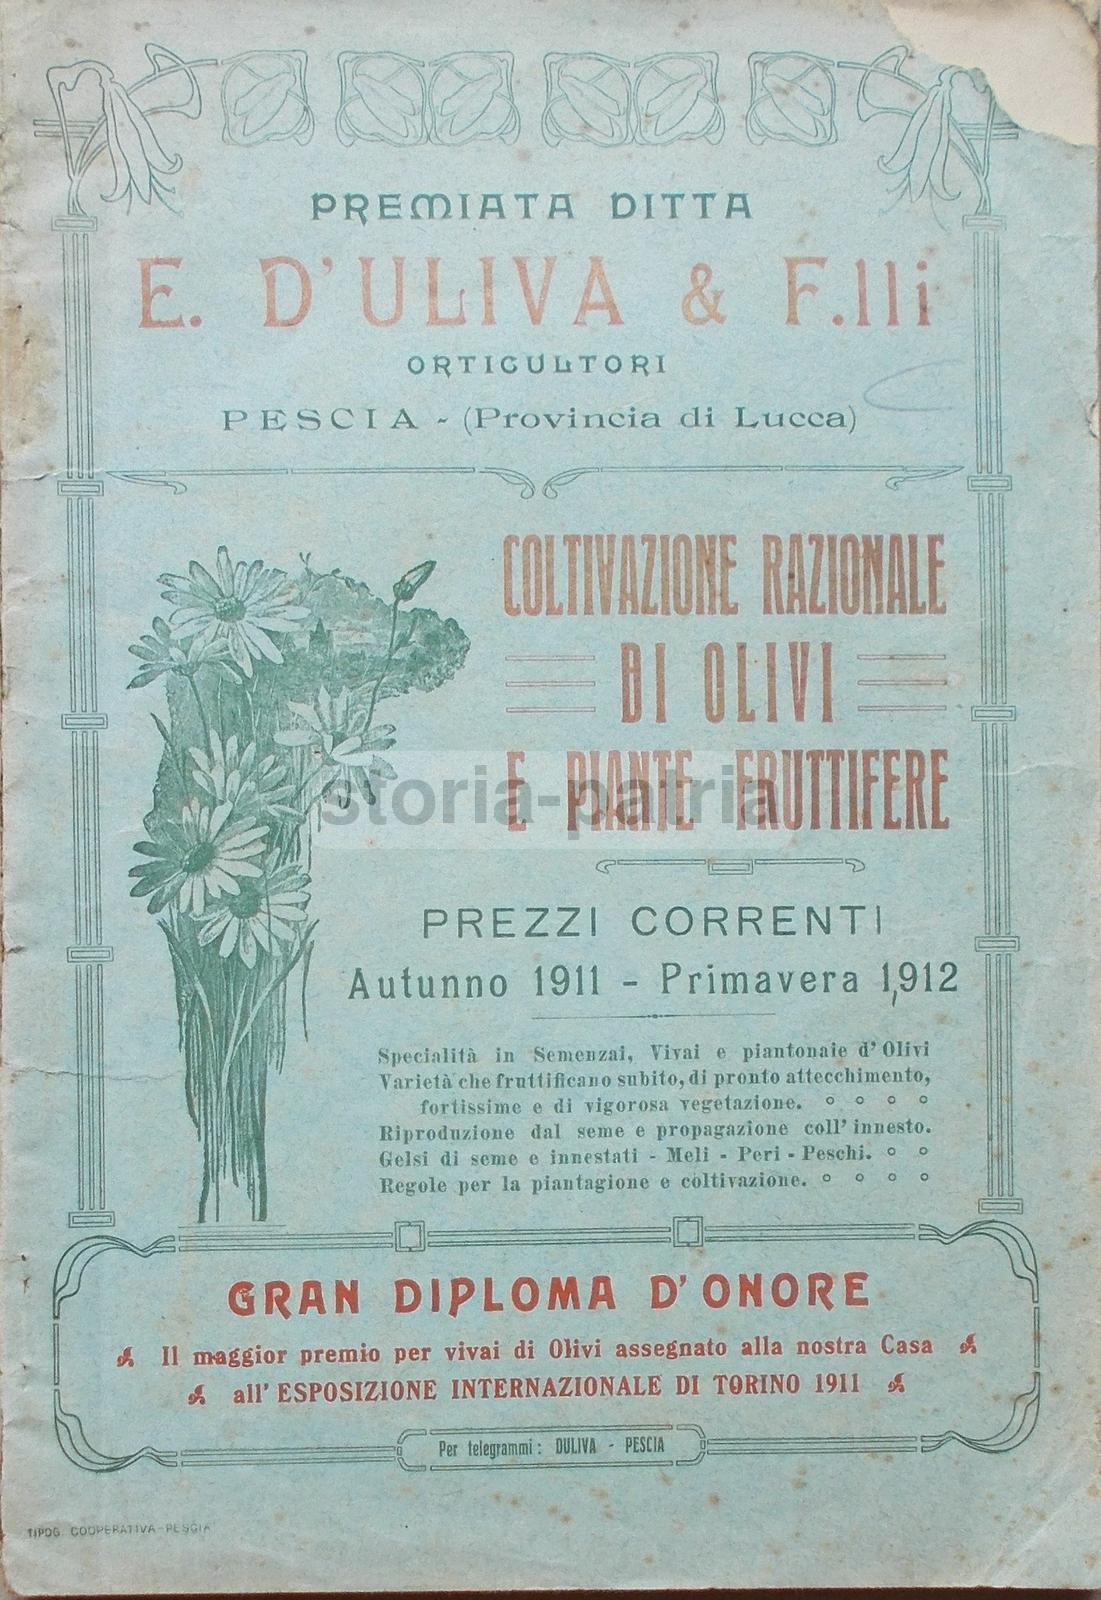 PREMIATA DITTA
E. D'ULIVA & F.lli
ORTICULTORI
PESCIA - (Provincia di Lucca)
COLTIVAZIONE RAZIONALE
DI OLIVI
E PIANTE FRUTTIFERE
storia-patria
PREZZI CORRENTI
Autunno 1911 - Primavera 1912
Specialità in Semenzai, Vivai e piantonaie d'Olivi
Varietà che fruttificano subito, di pronto attecchimento,
fortissime e di vigorosa vegetazione.
Riproduzione dal seme e propagazione coll'innesto.
Gelsi di seme e innestati - Meli - Peri - Peschi.
Regole per la piantagione e coltivazione.
GRAN DIPLOMA D'ONORE
Il maggior premio per vivai di Olivi assegnato alla nostra Casa
all'ESPOSIZIONE INTERNAZIONALE DI TORINO 1911
Per telegrammi: DULIVA - PESCIA
TIPOG. COOPERATIVA - PESCIA